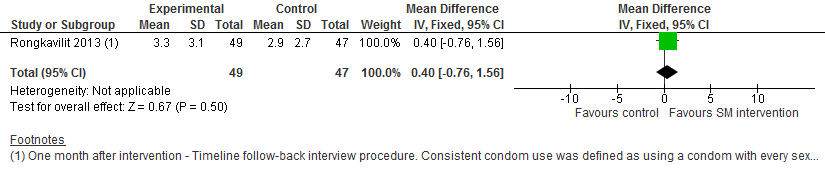 Experimental Control Mean Difference Mean Difference
Study or Subgroup Mean SD Total Mean SD Total Weight IV, Fixed, 95% CI IV, Fixed, 95% CI
Rongkavilit 2013 (1) 3.3 3.1 49 2.9 2.7 47 100.0% 0.40 [-0.76, 1.56]
Total (95% CI) 49 47 100.0% 0.40 [-0.76, 1.56]
Heterogeneity: Not applicable
Test for overall effect: Z = 0.67 (P = 0.50)
-10 -5 0 5 10
Favours control Favours SM intervention
Footnotes
(1) One month after intervention - Timeline follow-back interview procedure. Consistent condom use was defined as using a condom with every sex...